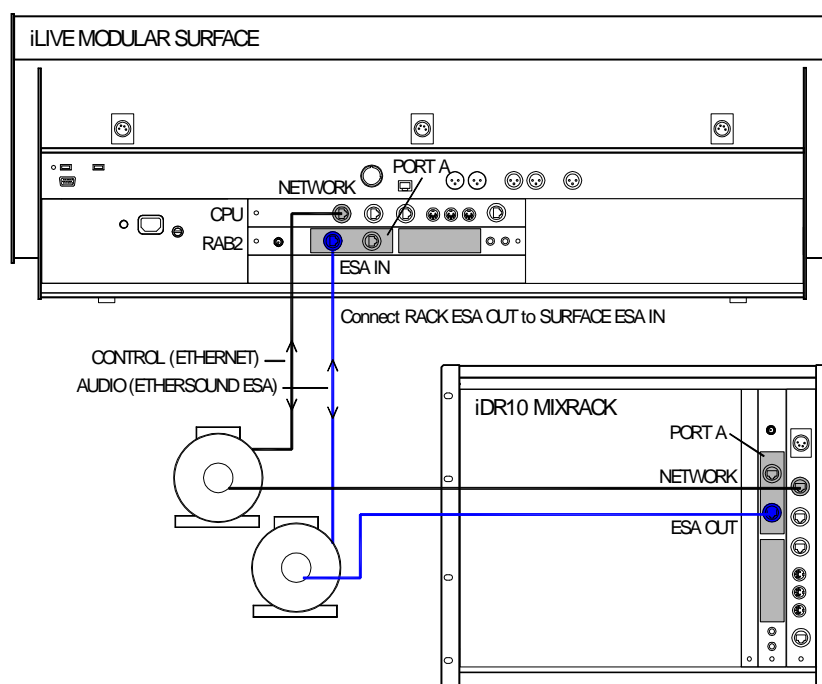 iLIVE MODULAR SURFACE
PORT A
NETWORK
CPU
RAB2
ESA IN
Connect RACK ESA OUT to SURFACE ESA IN
CONTROL (ETHERNET)
AUDIO (ETHERSOUND ESA)
iDR10 MIXRACK
PORT A
NETWORK
ESA OUT